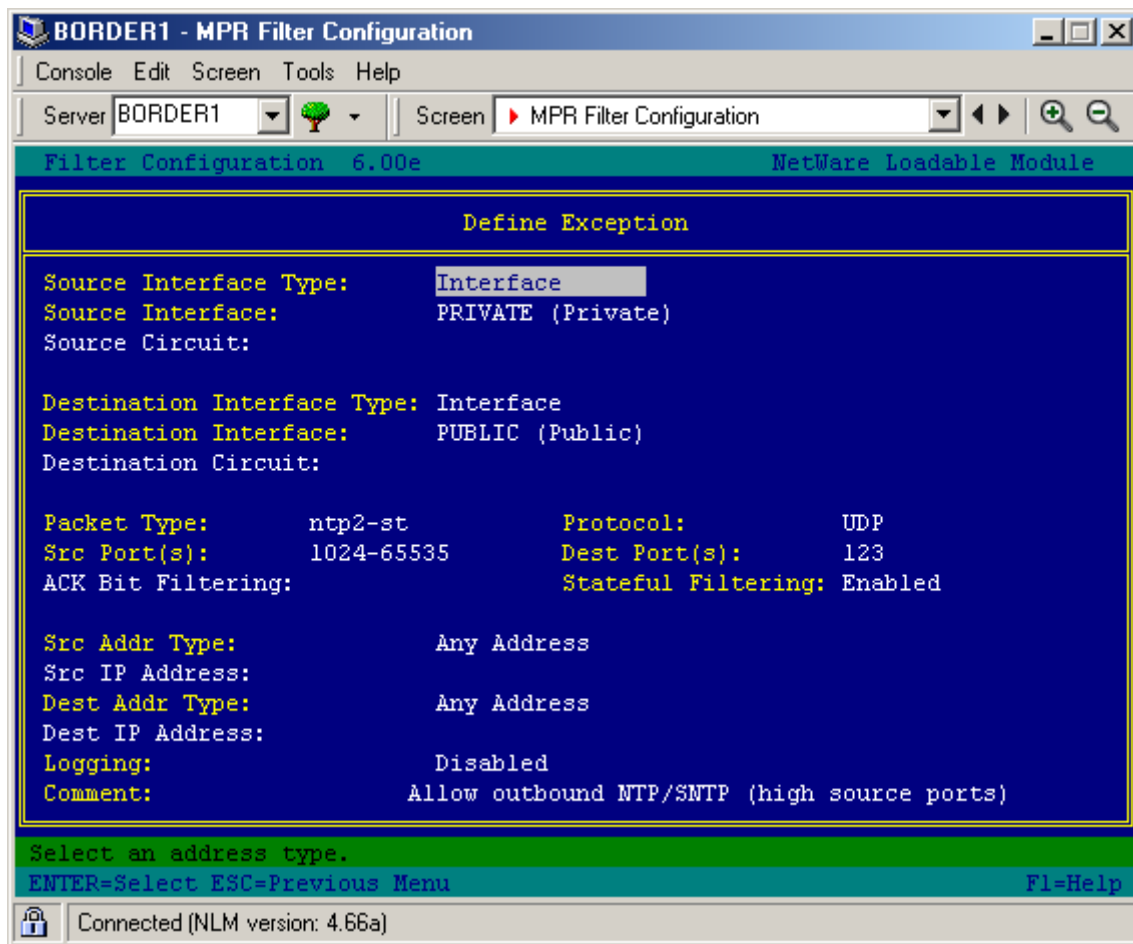 BORDER1 - MPR Filter Configuration
Console Edit Screen Tools Help
Server BORDER1 Screen MPR Filter Configuration
Filter Configuration 6.00e NetWare Loadable Module
Define Exception
Source Interface Type: Interface
Source Interface: PRIVATE (Private)
Source Circuit:
Destination Interface Type: Interface
Destination Interface: PUBLIC (Public)
Destination Circuit:
Packet Type: ntp2-st Protocol: UDP
Src Port(s): 1024-65535 Dest Port(s): 123
ACK Bit Filtering: Stateful Filtering: Enabled
Src Addr Type: Any Address
Src IP Address:
Dest Addr Type: Any Address
Dest IP Address:
Logging: Disabled
Comment: Allow outbound NTP/SNTP (high source ports)
Select an address type.
ENTER=Select ESC=Previous Menu F1=Help
Connected (NLM version: 4.66a)